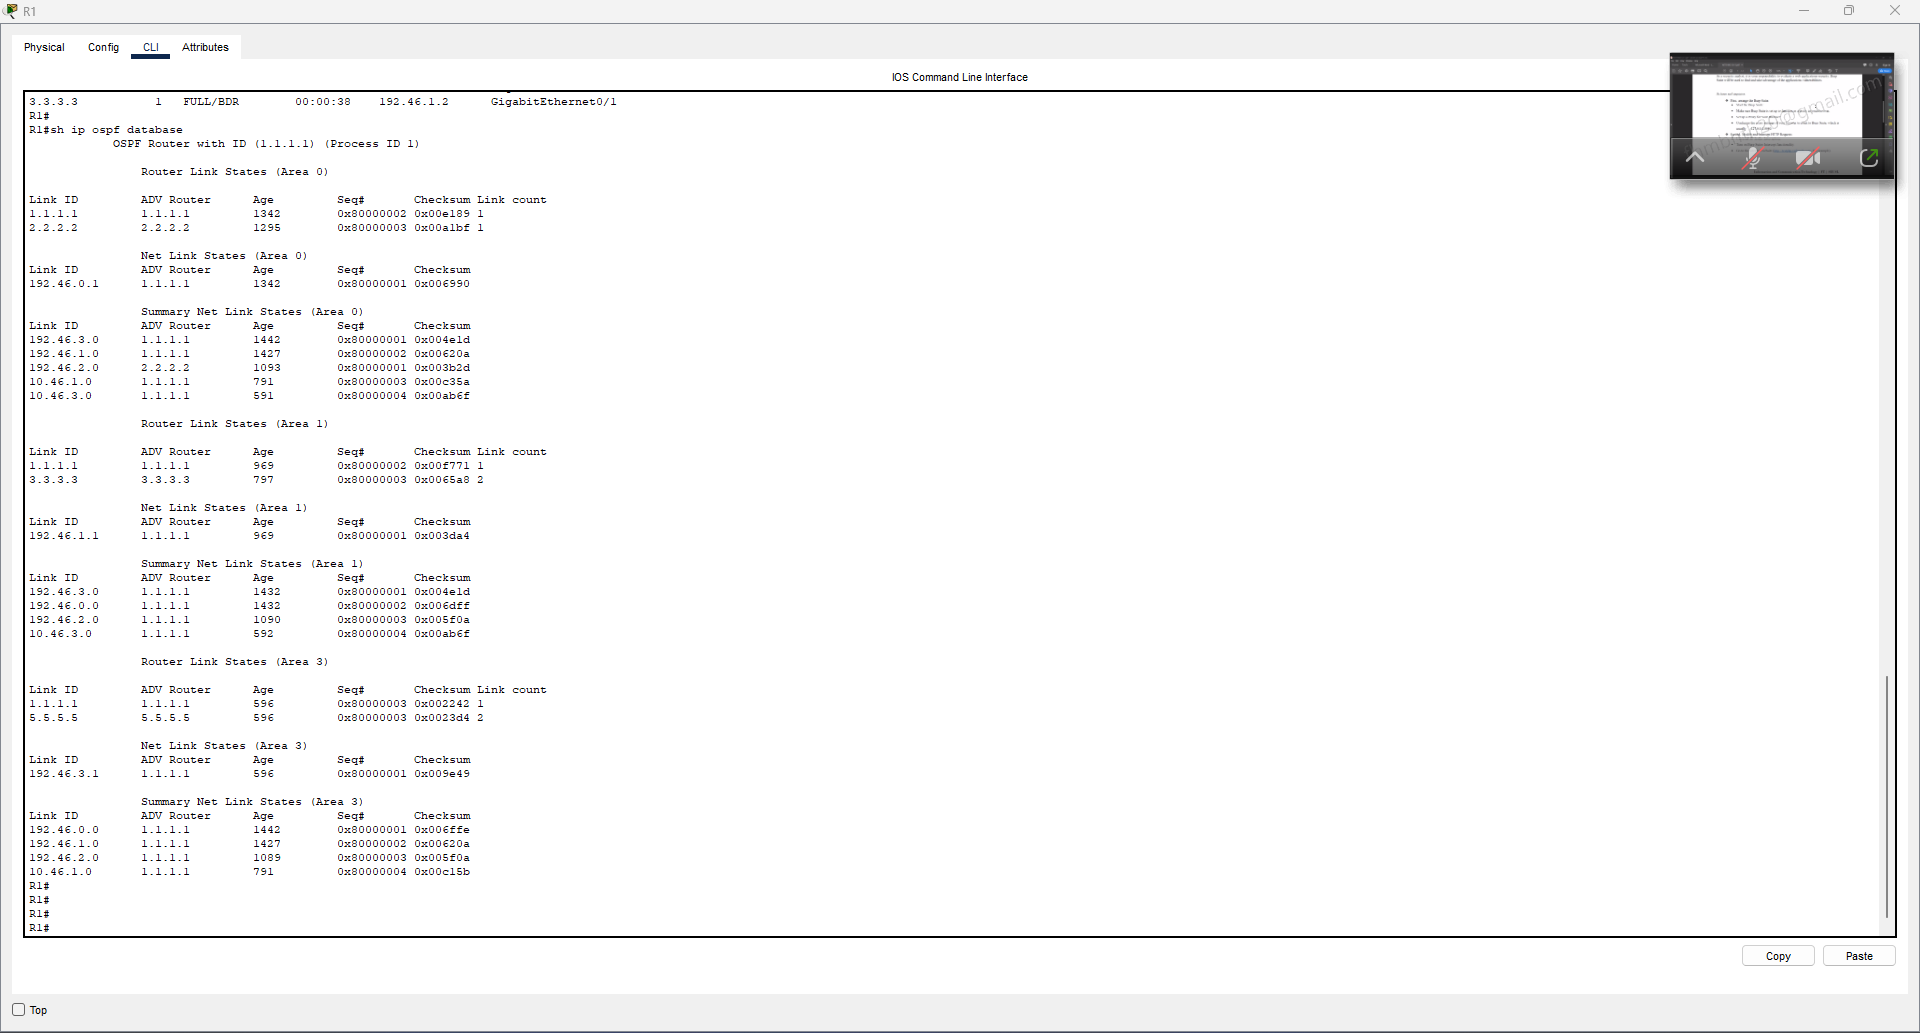 R1
Physical Config CLI Attributes
IOS Command Line Interface
3.3.3.3 1 FULL/BDR 00:00:38 192.46.1.2 GigabitEthernet0/1
R1#
R1#sh ip ospf database
OSPF Router with ID (1.1.1.1) (Process ID 1)
Router Link States (Area 0)
Link ID ADV Router Age Seq# Checksum Link count
1.1.1.1 1.1.1.1 1342 0x80000002 0x00e189 1
2.2.2.2 2.2.2.2 1295 0x80000003 0x00a1bf 1
Net Link States (Area 0)
Link ID ADV Router Age Seq# Checksum
192.46.0.1 1.1.1.1 1342 0x80000001 0x006990
Summary Net Link States (Area 0)
Link ID ADV Router Age Seq# Checksum
192.46.3.0 1.1.1.1 1442 0x80000001 0x004e1d
192.46.1.0 1.1.1.1 1427 0x80000002 0x00620a
192.46.2.0 2.2.2.2 1093 0x80000001 0x003b2d
10.46.1.0 1.1.1.1 791 0x80000003 0x00c35a
10.46.3.0 1.1.1.1 591 0x80000004 0x00ab6f
Router Link States (Area 1)
Link ID ADV Router Age Seq# Checksum Link count
1.1.1.1 1.1.1.1 969 0x80000002 0x00f771 1
3.3.3.3 3.3.3.3 797 0x80000003 0x0065a8 2
Net Link States (Area 1)
Link ID ADV Router Age Seq# Checksum
192.46.1.1 1.1.1.1 969 0x80000001 0x003da4
Summary Net Link States (Area 1)
Link ID ADV Router Age Seq# Checksum
192.46.3.0 1.1.1.1 1432 0x80000001 0x004e1d
192.46.0.0 1.1.1.1 1432 0x80000002 0x006dff
192.46.2.0 1.1.1.1 1090 0x80000003 0x005f0a
10.46.3.0 1.1.1.1 592 0x80000004 0x00ab6f
Router Link States (Area 3)
Link ID ADV Router Age Seq# Checksum Link count
1.1.1.1 1.1.1.1 596 0x80000003 0x002242 1
5.5.5.5 5.5.5.5 596 0x80000003 0x0023d4 2
Net Link States (Area 3)
Link ID ADV Router Age Seq# Checksum
192.46.3.1 1.1.1.1 596 0x80000001 0x009e49
Summary Net Link States (Area 3)
Link ID ADV Router Age Seq# Checksum
192.46.0.0 1.1.1.1 1442 0x80000001 0x006ffe
192.46.1.0 1.1.1.1 1427 0x80000002 0x00620a
192.46.2.0 1.1.1.1 1089 0x80000003 0x005f0a
10.46.1.0 1.1.1.1 791 0x80000004 0x00c15b
R1#
R1#
R1#
R1#
Copy Paste
Top